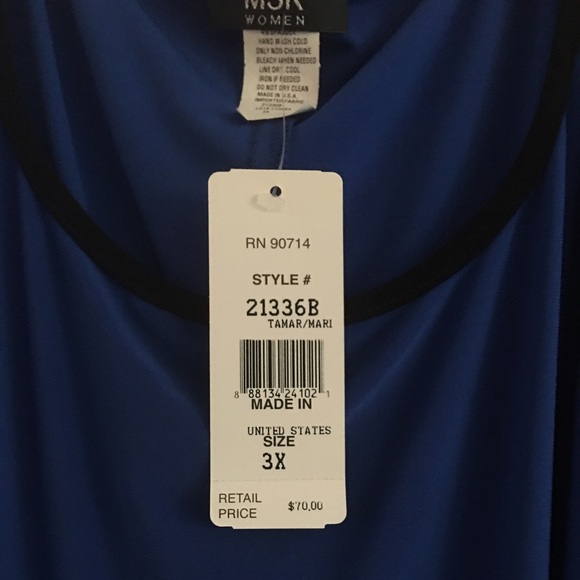 MSK
WOMEN
HAND WASH COLD
ONLY NON-CHLORINE
BLEACH WHEN NEEDED
LINE DRY, COOL
IRON IF NEEDED
DO NOT DRY CLEAN
MADE IN U.S.A.
IMPORTED FABRIC
RN 90714
STYLE #
21336B
TAMAR/MARI
8 88134 24102 1
MADE IN
UNITED STATES
SIZE
3X
RETAIL
PRICE $70.00